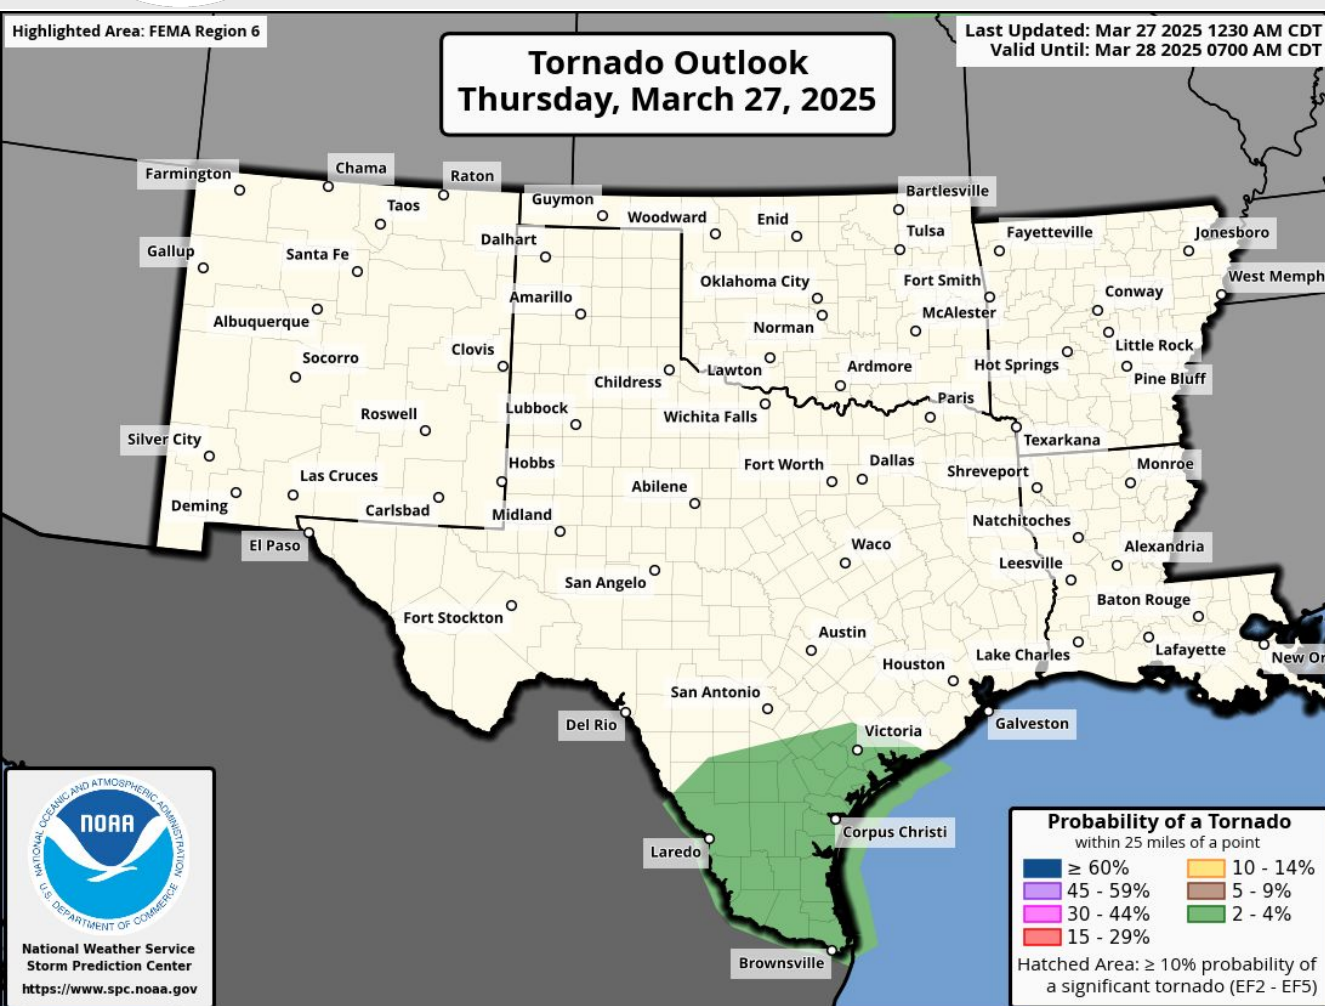 Highlighted Area: FEMA Region 6
Last Updated: Mar 27 2025 1230 AM CDT
Valid Until: Mar 28 2025 0700 AM CDT
Tornado Outlook
Thursday, March 27, 2025
Farmington
Chama
Raton
Taos
Guymon
Woodward
Enid
Bartlesville
Tulsa
Fayetteville
Jonesboro
Gallup
Santa Fe
Dalhart
Oklahoma City
Fort Smith
West Memph
Amarillo
Conway
Albuquerque
Norman
McAlester
Little Rock
Socorro
Clovis
Childress
Lawton
Ardmore
Hot Springs
Pine Bluff
Roswell
Lubbock
Wichita Falls
Paris
Silver City
Texarkana
Las Cruces
Hobbs
Fort Worth
Dallas
Shreveport
Monroe
Deming
Carlsbad
Midland
Abilene
Natchitoches
El Paso
Waco
Alexandria
San Angelo
Leesville
Fort Stockton
Baton Rouge
Austin
Lake Charles
Lafayette
New Or
Houston
San Antonio
Del Rio
Victoria
Galveston
Corpus Christi
Laredo
Brownsville
NATIONAL OCEANIC AND ATMOSPHERIC ADMINISTRATION
NOAA
U.S. DEPARTMENT OF COMMERCE
National Weather Service
Storm Prediction Center
https://www.spc.noaa.gov
Probability of a Tornado
within 25 miles of a point
≥ 60%
45 - 59%
30 - 44%
15 - 29%
10 - 14%
5 - 9%
2 - 4%
Hatched Area: ≥ 10% probability of
a significant tornado (EF2 - EF5)